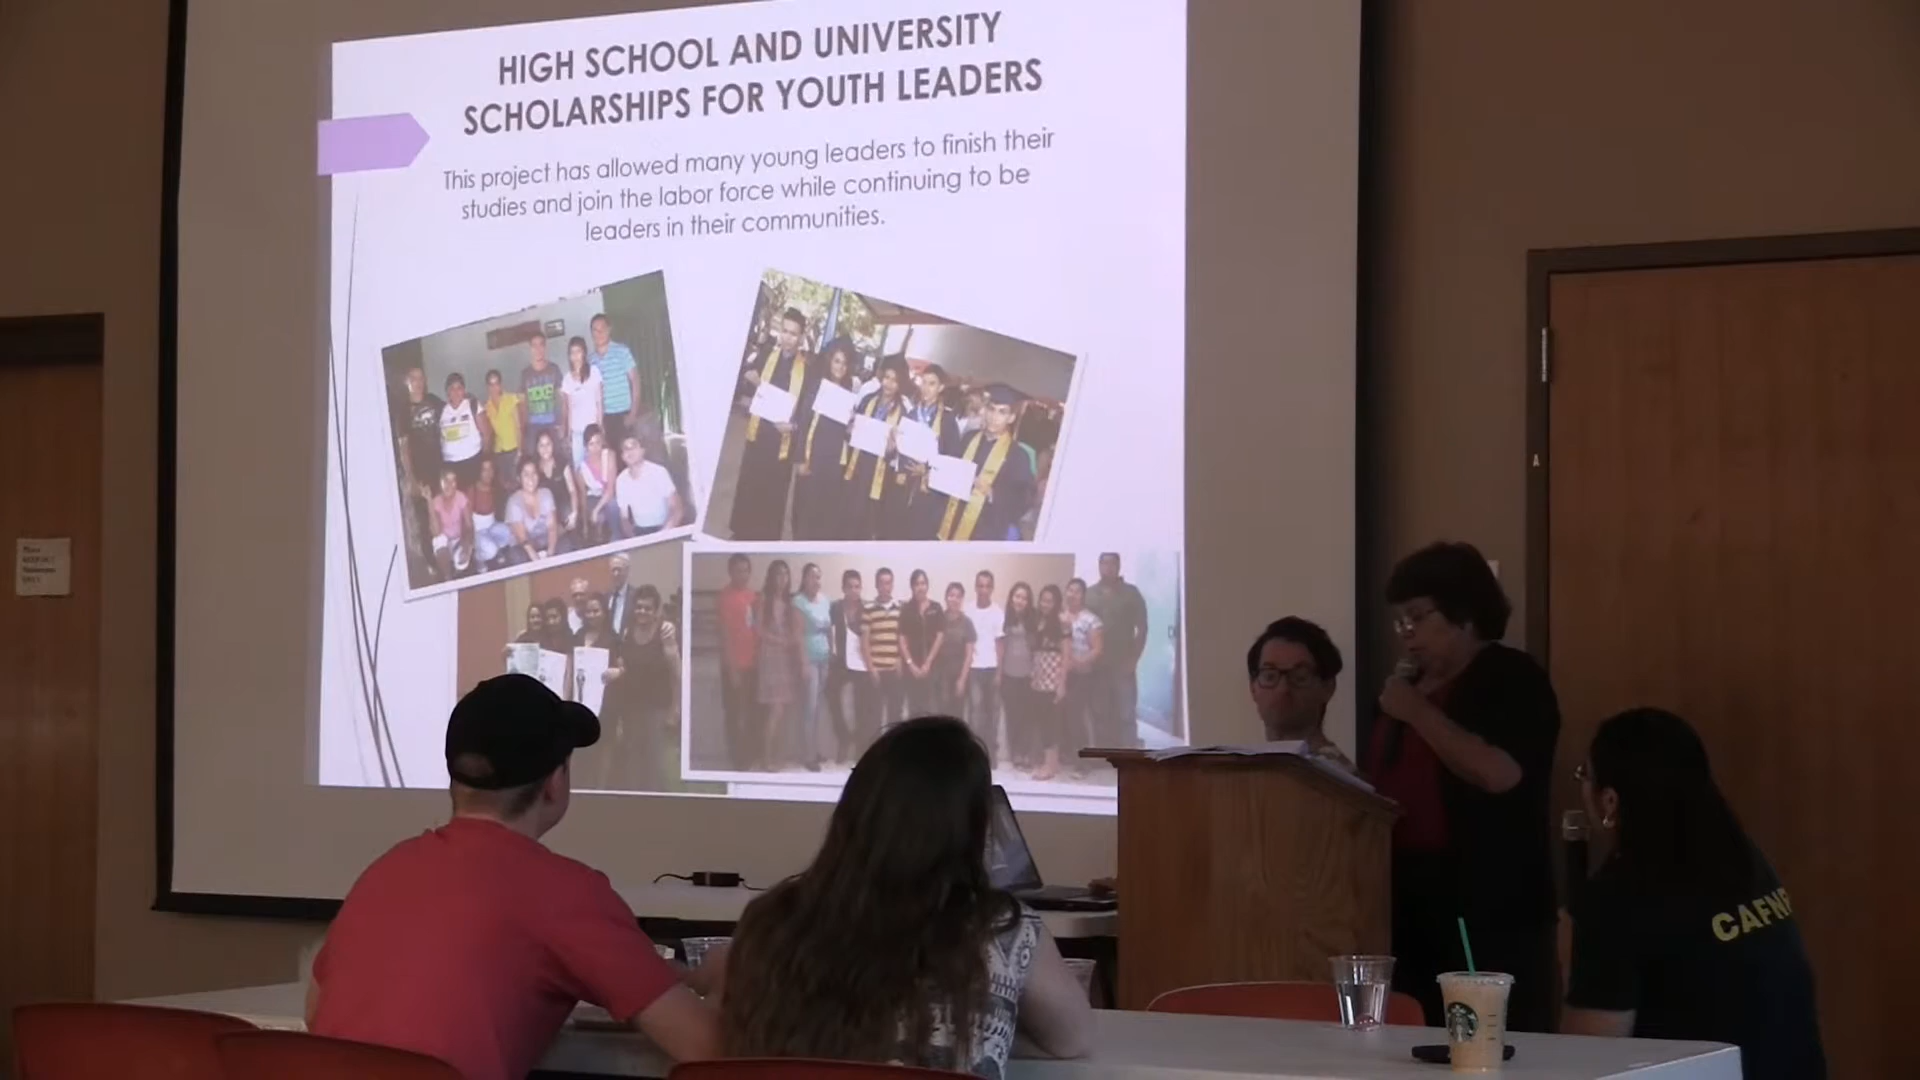 HIGH SCHOOL AND UNIVERSITY
SCHOLARSHIPS FOR YOUTH LEADERS
This project has allowed many young leaders to finish their
studies and join the labor force while continuing to be
leaders in their communities.
A